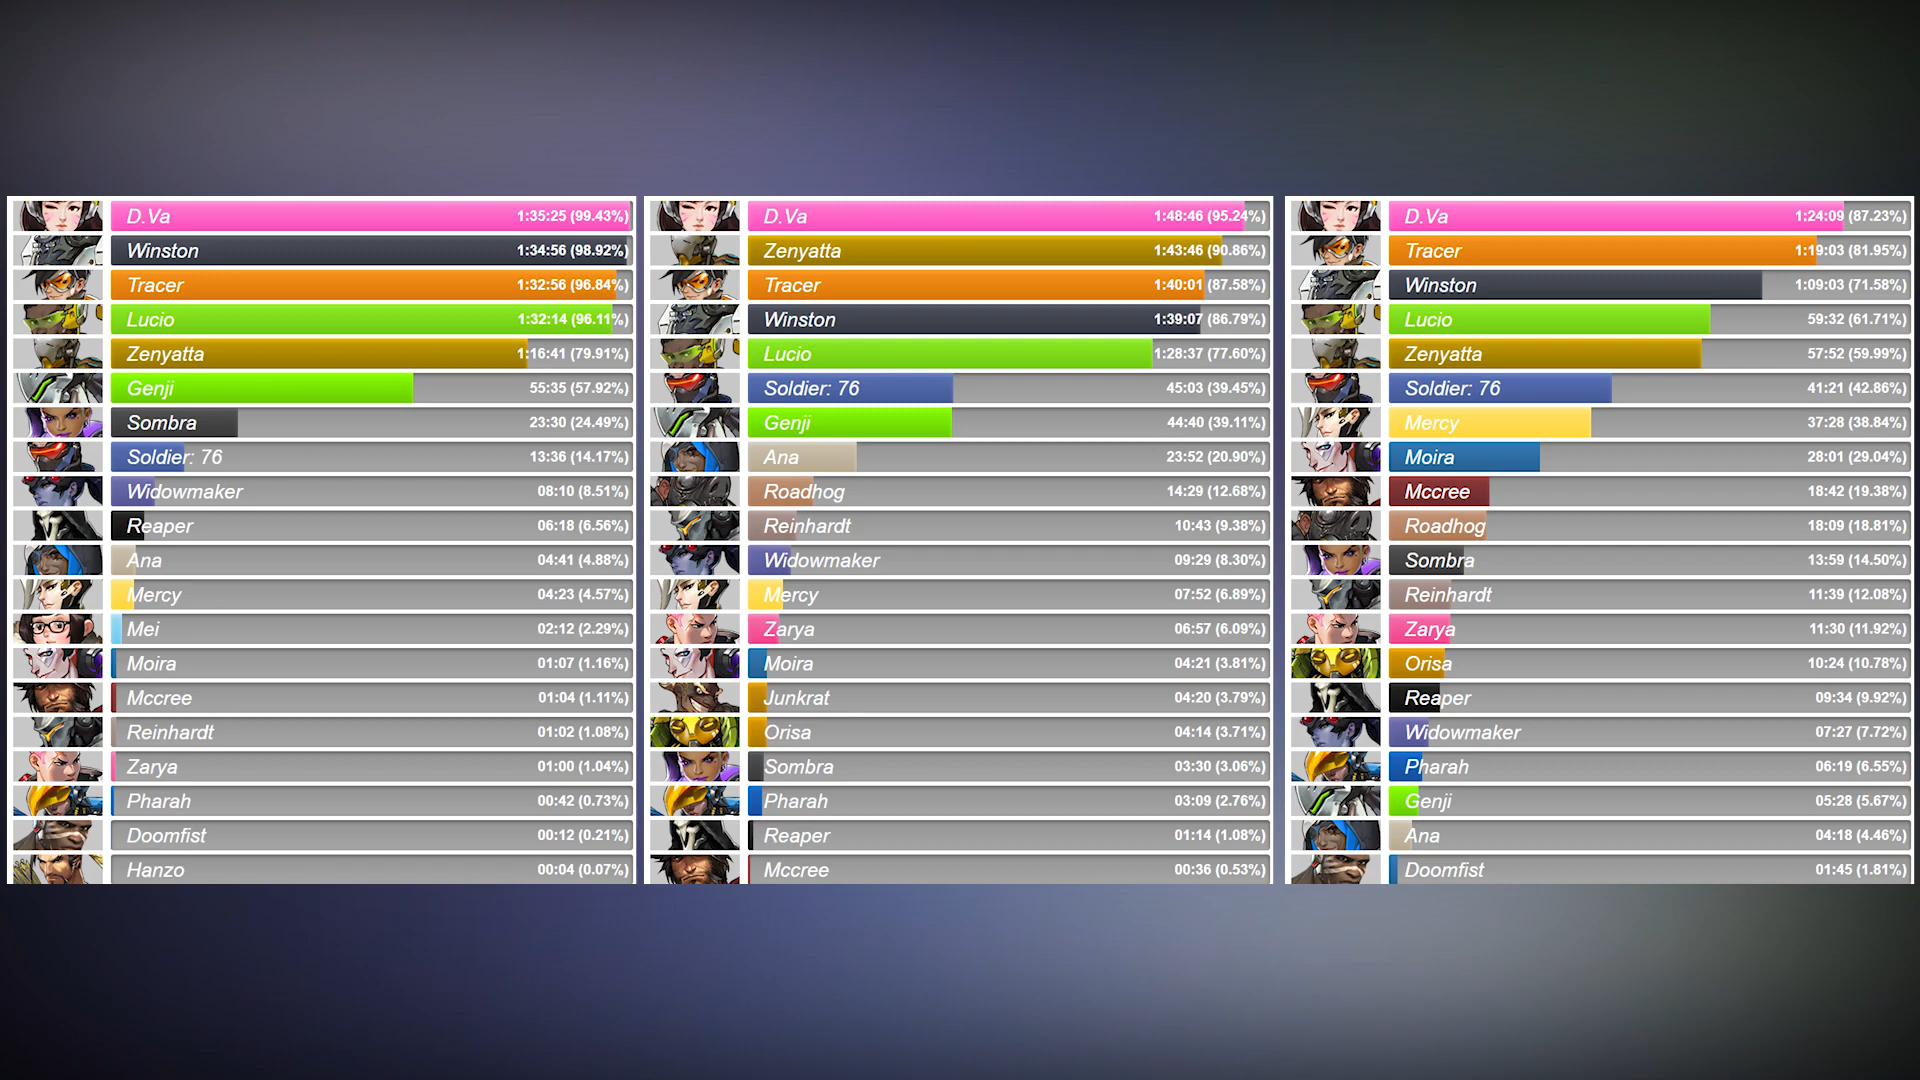 D.Va 1:35:25 (99.43%)
Winston 1:34:56 (98.92%)
Tracer 1:32:56 (96.84%)
Lucio 1:32:14 (96.11%)
Zenyatta 1:16:41 (79.91%)
Genji 55:35 (57.92%)
Sombra 23:30 (24.49%)
Soldier: 76 13:36 (14.17%)
Widowmaker 08:10 (8.51%)
Reaper 06:18 (6.56%)
Ana 04:41 (4.88%)
Mercy 04:23 (4.57%)
Mei 02:12 (2.29%)
Moira 01:07 (1.16%)
Mccree 01:04 (1.11%)
Reinhardt 01:02 (1.08%)
Zarya 01:00 (1.04%)
Pharah 00:42 (0.73%)
Doomfist 00:12 (0.21%)
Hanzo 00:04 (0.07%)
D.Va 1:48:46 (95.24%)
Zenyatta 1:43:46 (90.86%)
Tracer 1:40:01 (87.58%)
Winston 1:39:07 (86.79%)
Lucio 1:28:37 (77.60%)
Soldier: 76 45:03 (39.45%)
Genji 44:40 (39.11%)
Ana 23:52 (20.90%)
Roadhog 14:29 (12.68%)
Reinhardt 10:43 (9.38%)
Widowmaker 09:29 (8.30%)
Mercy 07:52 (6.89%)
Zarya 06:57 (6.09%)
Moira 04:21 (3.81%)
Junkrat 04:20 (3.79%)
Orisa 04:14 (3.71%)
Sombra 03:30 (3.06%)
Pharah 03:09 (2.76%)
Reaper 01:14 (1.08%)
Mccree 00:36 (0.53%)
D.Va 1:24:09 (87.23%)
Tracer 1:19:03 (81.95%)
Winston 1:09:03 (71.58%)
Lucio 59:32 (61.71%)
Zenyatta 57:52 (59.99%)
Soldier: 76 41:21 (42.86%)
Mercy 37:28 (38.84%)
Moira 28:01 (29.04%)
Mccree 18:42 (19.38%)
Roadhog 18:09 (18.81%)
Sombra 13:59 (14.50%)
Reinhardt 11:39 (12.08%)
Zarya 11:30 (11.92%)
Orisa 10:24 (10.78%)
Reaper 09:34 (9.92%)
Widowmaker 07:27 (7.72%)
Pharah 06:19 (6.55%)
Genji 05:28 (5.67%)
Ana 04:18 (4.46%)
Doomfist 01:45 (1.81%)